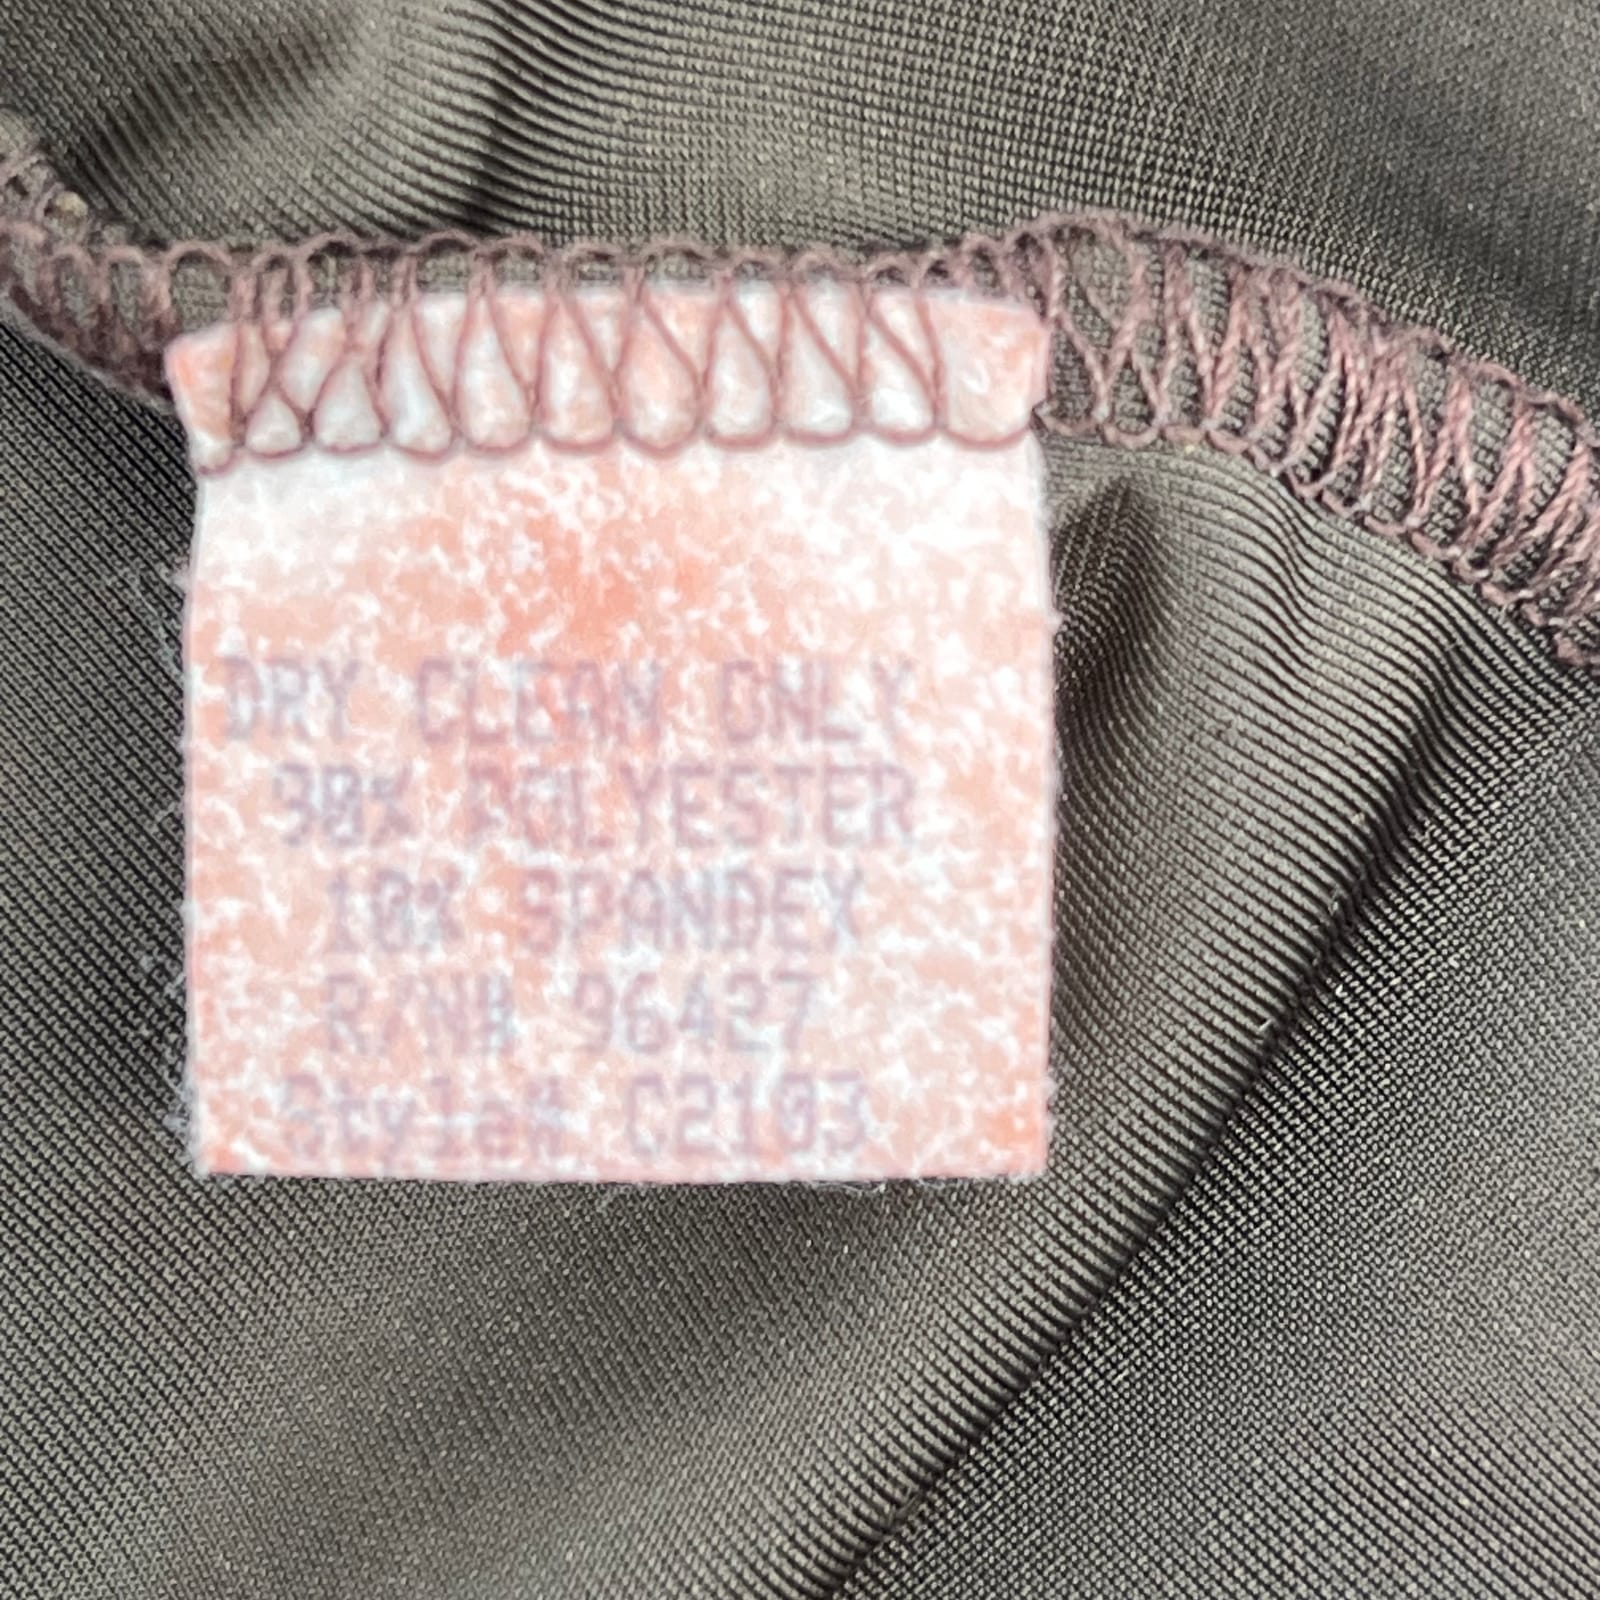 DRY CLEAN ONLY
90% POLYESTER
10% SPANDEX
R/N# 96427
Style# C2103